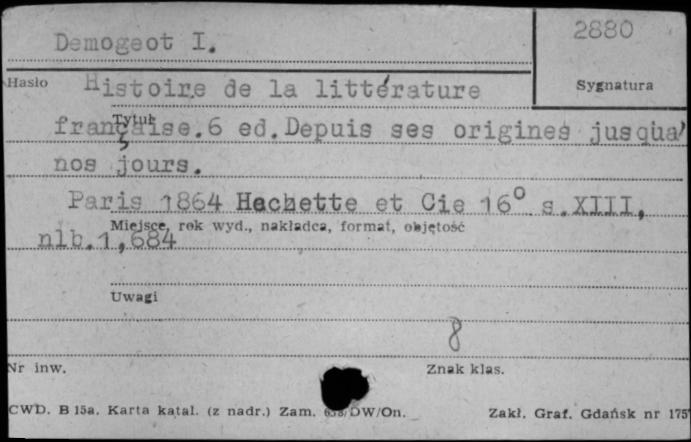 Demogeot I.
2880
Hasło
Sygnatura
Histoire de la littérature
Tytuł
française.6 ed.Depuis ses origines jusqua'
nos jours.
Paris 1864 Hachette et Cie 16° s.XIII,
Miejsce, rok wyd., nakładca, format, objętość
nlb.1,684
Uwagi
8
Nr inw.
Znak klas.
CWD. B 15a. Karta katal. (z nadr.) Zam. DW/On.
Zakł. Graf. Gdańsk nr 175